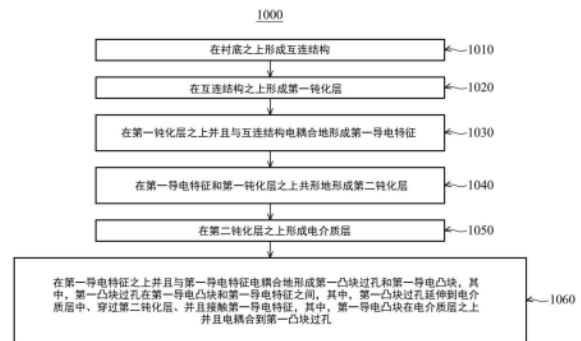 1000
在衬底之上形成互连结构
1010
在互连结构之上形成第一钝化层
1020
在第一钝化层之上并且与互连结构电耦合地形成第一导电特征
1030
在第一导电特征和第一钝化层之上共形地形成第二钝化层
1040
在第二钝化层之上形成电介质层
1050
在第一导电特征之上并且与第一导电特征电耦合地形成第一凸块过孔和第一导电凸块，其
中，第一凸块过孔在第一导电凸块和第一导电特征之间，其中，第一凸块过孔延伸到电介
质层中、穿过第二钝化层、并且接触第一导电特征，其中，第一导电凸块在电介质层之上
并且电耦合到第一凸块过孔
1060